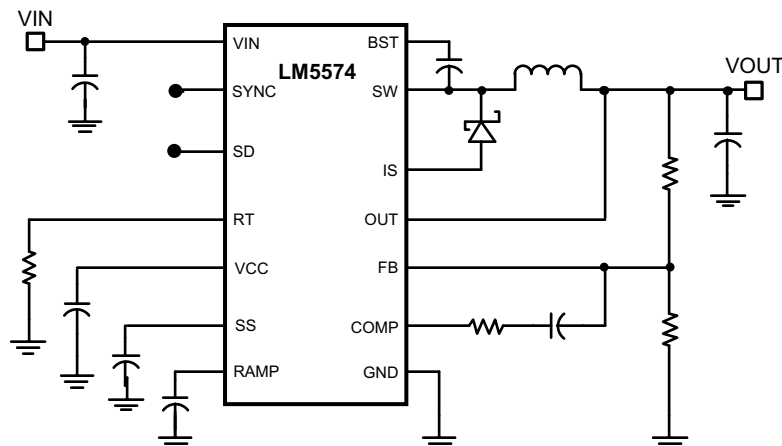 VIN
VOUT
LM5574
VIN
SYNC
SD
RT
VCC
SS
RAMP
BST
SW
IS
OUT
FB
COMP
GND